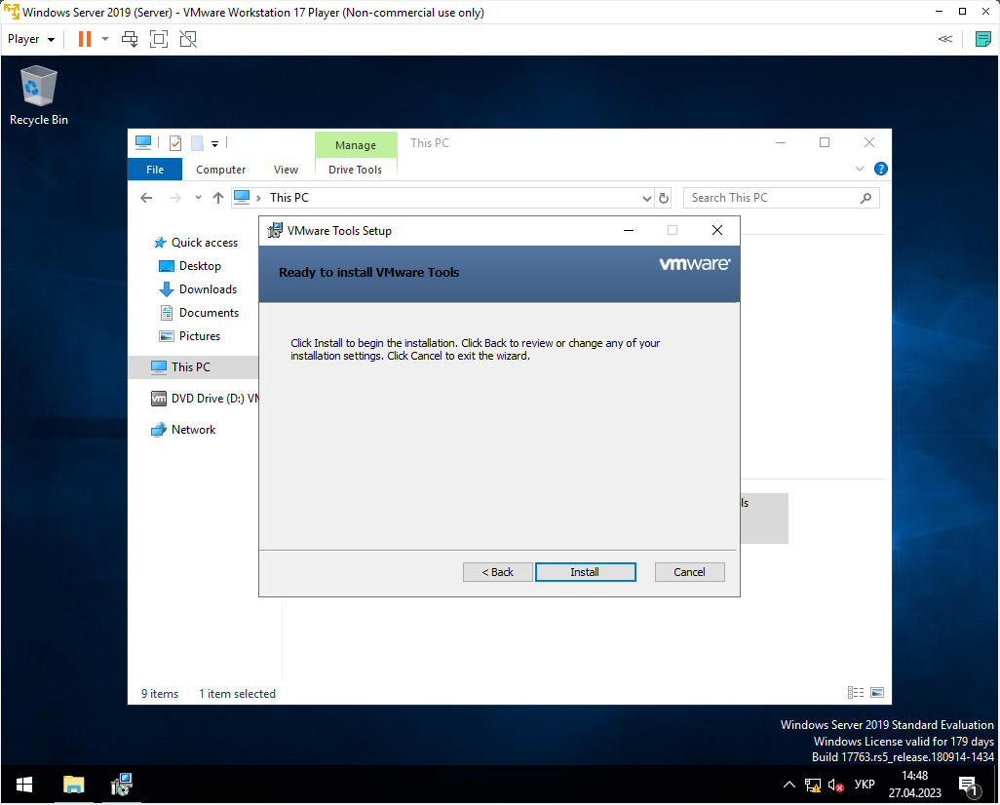 Windows Server 2019 (Server) - VMware Workstation 17 Player (Non-commercial use only)
Player
Recycle Bin
Manage
This PC
File
Computer
View
Drive Tools
This PC
Search This PC
Quick access
Desktop
Downloads
Documents
Pictures
This PC
DVD Drive (D:) VM
Network
VMware Tools Setup
Ready to install VMware Tools
vmware
Click Install to begin the installation. Click Back to review or change any of your
installation settings. Click Cancel to exit the wizard.
ls
< Back
Install
Cancel
9 items
1 item selected
Windows Server 2019 Standard Evaluation
Windows License valid for 179 days
Build 17763.rs5_release.180914-1434
УКР
14:48
27.04.2023
1